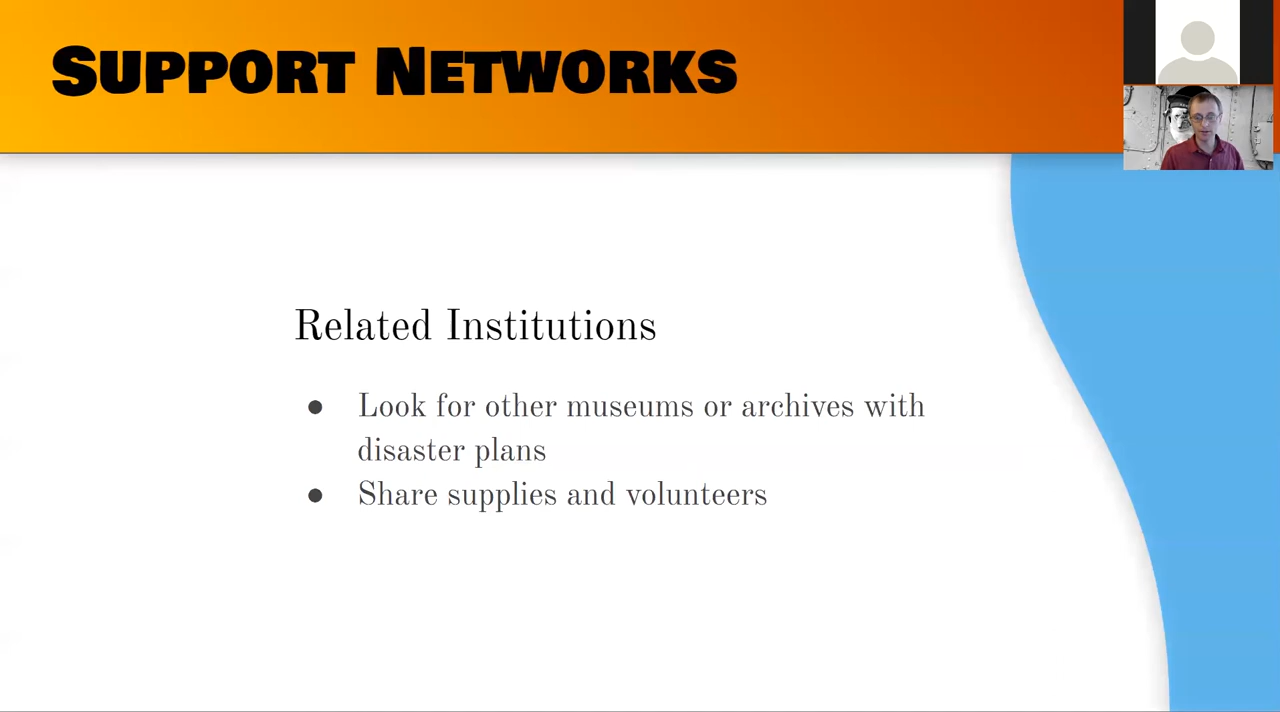 Support Networks
Related Institutions
● Look for other museums or archives with
disaster plans
● Share supplies and volunteers